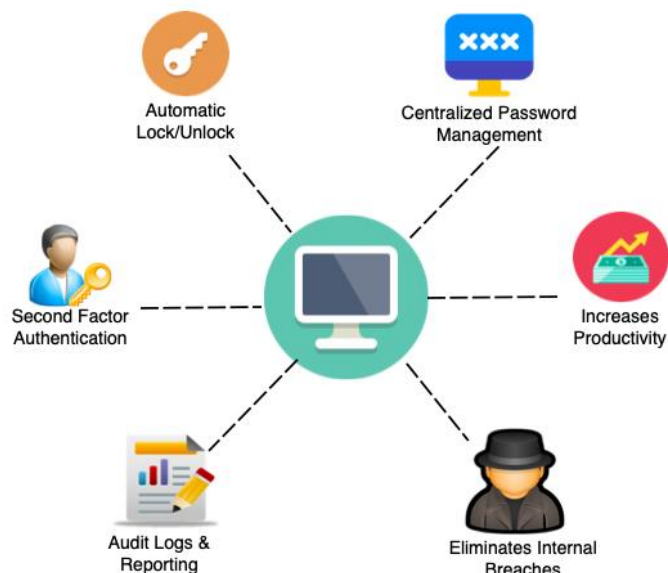 XXX
Automatic
Lock/Unlock
Centralized Password
Management
Second Factor
Authentication
Increases
Productivity
Audit Logs &
Reporting
Eliminates Internal
Breaches